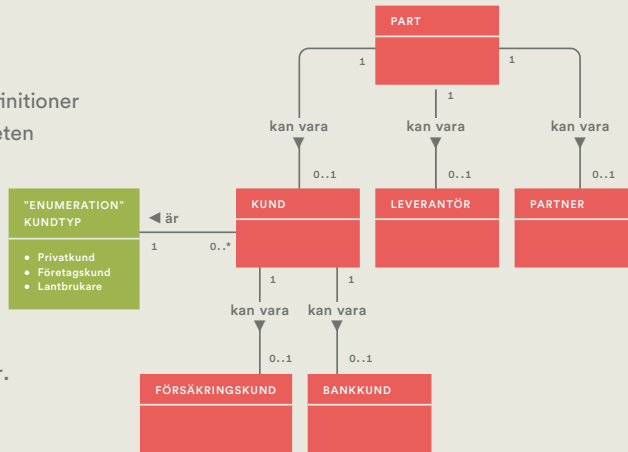 PART
1
1
1
finitioner
eten
kan vara
kan vara
kan vara
0..1
0..1
0..1
"ENUMERATION"
KUNDTYP
är
1
0..*
• Privatkund
• Företagskund
• Lantbrukare
KUND
LEVERANTÖR
PARTNER
1
1
kan vara
kan vara
0..1
0..1
r.
FÖRSÄKRINGSKUND
BANKKUND